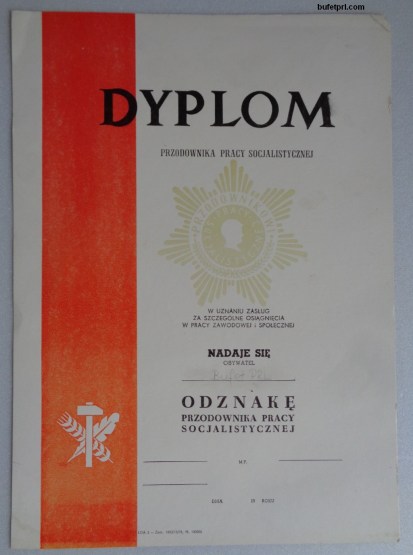 bufetprl.com
DYPLOM
PRZODOWNIKA PRACY SOCJALISTYCZNEJ
PRZODOWNIKOWI
W UZNANIU ZASŁUG
ZA SZCZEGÓLNE OSIĄGNIĘCIA
W PRACY ZAWODOWEJ I SPOŁECZNEJ
NADAJE SIĘ
OBYWATEL
ODZNAKĘ
PRZODOWNIKA PRACY
SOCJALISTYCZNEJ
DNIA 19 ROKU